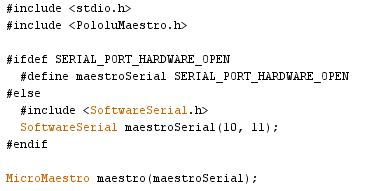 #include <stdio.h>
#include <PololuMaestro.h>
#ifdef SERIAL_PORT_HARDWARE_OPEN
#define maestroSerial SERIAL_PORT_HARDWARE_OPEN
#else
#include <SoftwareSerial.h>
SoftwareSerial maestroSerial(10, 11);
#endif
MicroMaestro maestro(maestroSerial);